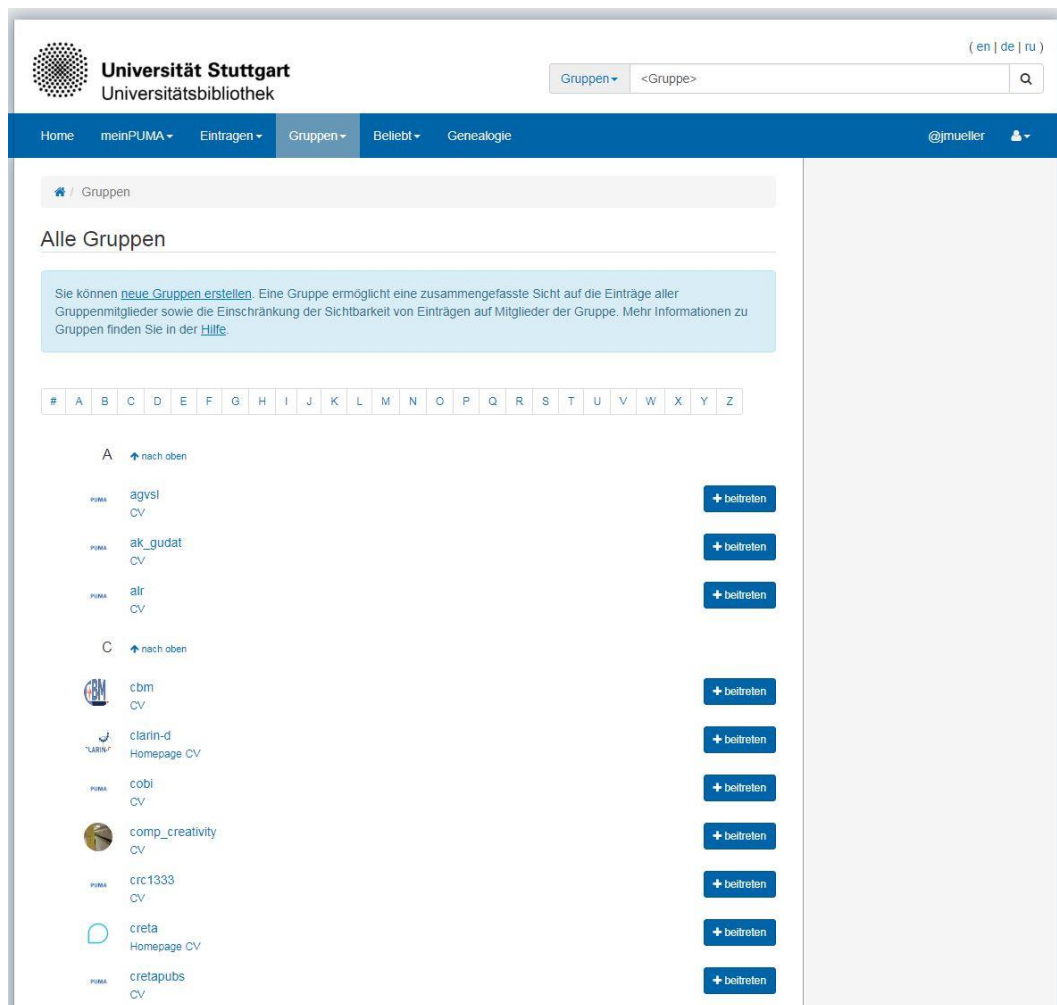 ( en | de | ru )
Universität Stuttgart
Universitätsbibliothek
Gruppen <Gruppe>
Home meinPUMA Eintragen Gruppen Beliebt Genealogie @jmueller
/ Gruppen
Alle Gruppen
Sie können neue Gruppen erstellen. Eine Gruppe ermöglicht eine zusammengefasste Sicht auf die Einträge aller
Gruppenmitglieder sowie die Einschränkung der Sichtbarkeit von Einträgen auf Mitglieder der Gruppe. Mehr Informationen zu
Gruppen finden Sie in der Hilfe.
# A B C D E F G H I J K L M N O P Q R S T U V W X Y Z
A nach oben
PUMA agvsl + beitreten
CV
PUMA ak_gudat + beitreten
CV
PUMA alr + beitreten
CV
C nach oben
CBM cbm + beitreten
CV
clarin-d + beitreten
Homepage CV
PUMA cobi + beitreten
CV
comp_creativity + beitreten
CV
PUMA crc1333 + beitreten
CV
creta + beitreten
Homepage CV
PUMA cretapubs + beitreten
CV